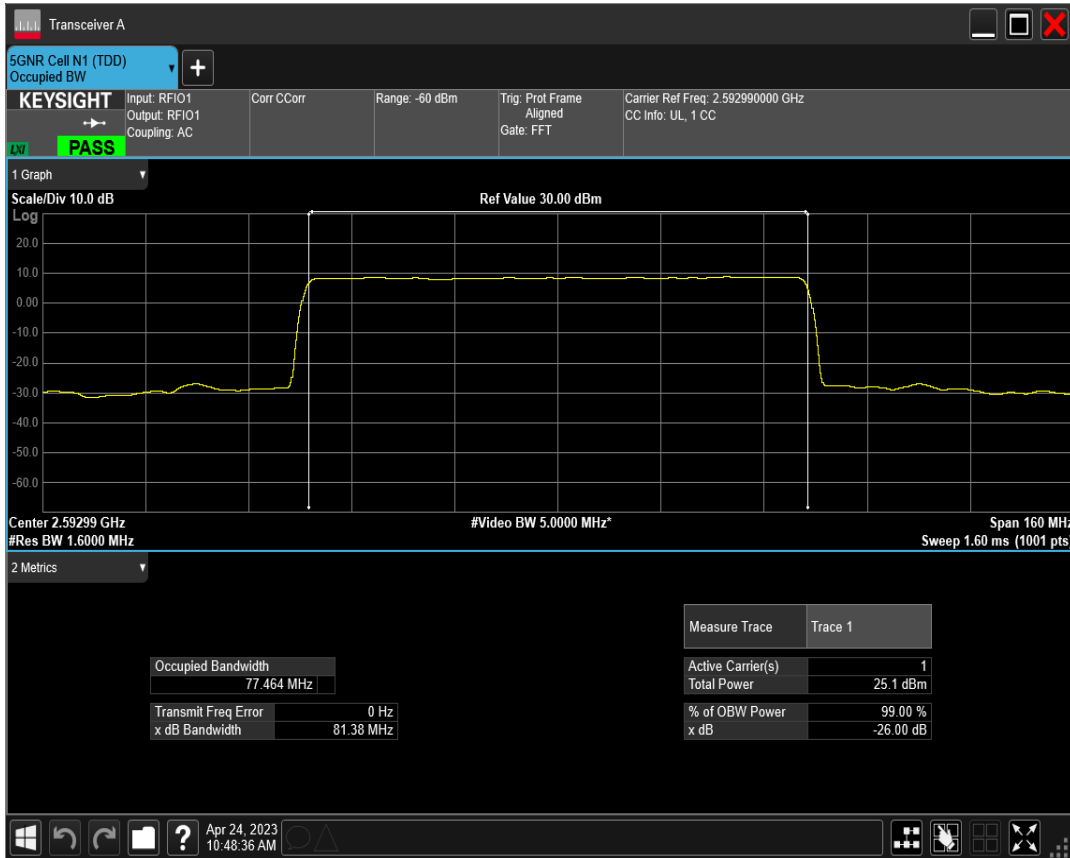 Transceiver A
5GNR Cell N1 (TDD)
Occupied BW
+
KEYSIGHT
LXI
PASS
Input: RFIO1
Output: RFIO1
Coupling: AC
Corr CCorr
Range: -60 dBm
Trig: Prot Frame
Aligned
Gate: FFT
Carrier Ref Freq: 2.592990000 GHz
CC Info: UL, 1 CC
1 Graph
Scale/Div 10.0 dB
Ref Value 30.00 dBm
Log
20.0
10.0
0.00
-10.0
-20.0
-30.0
-40.0
-50.0
-60.0
Center 2.59299 GHz
#Video BW 5.0000 MHz*
Span 160 MHz
#Res BW 1.6000 MHz
Sweep 1.60 ms (1001 pts)
2 Metrics
Measure Trace Trace 1
Occupied Bandwidth
77.464 MHz
Active Carrier(s) 1
Total Power 25.1 dBm
Transmit Freq Error 0 Hz
x dB Bandwidth 81.38 MHz
% of OBW Power 99.00 %
x dB -26.00 dB
?
Apr 24, 2023
10:48:36 AM